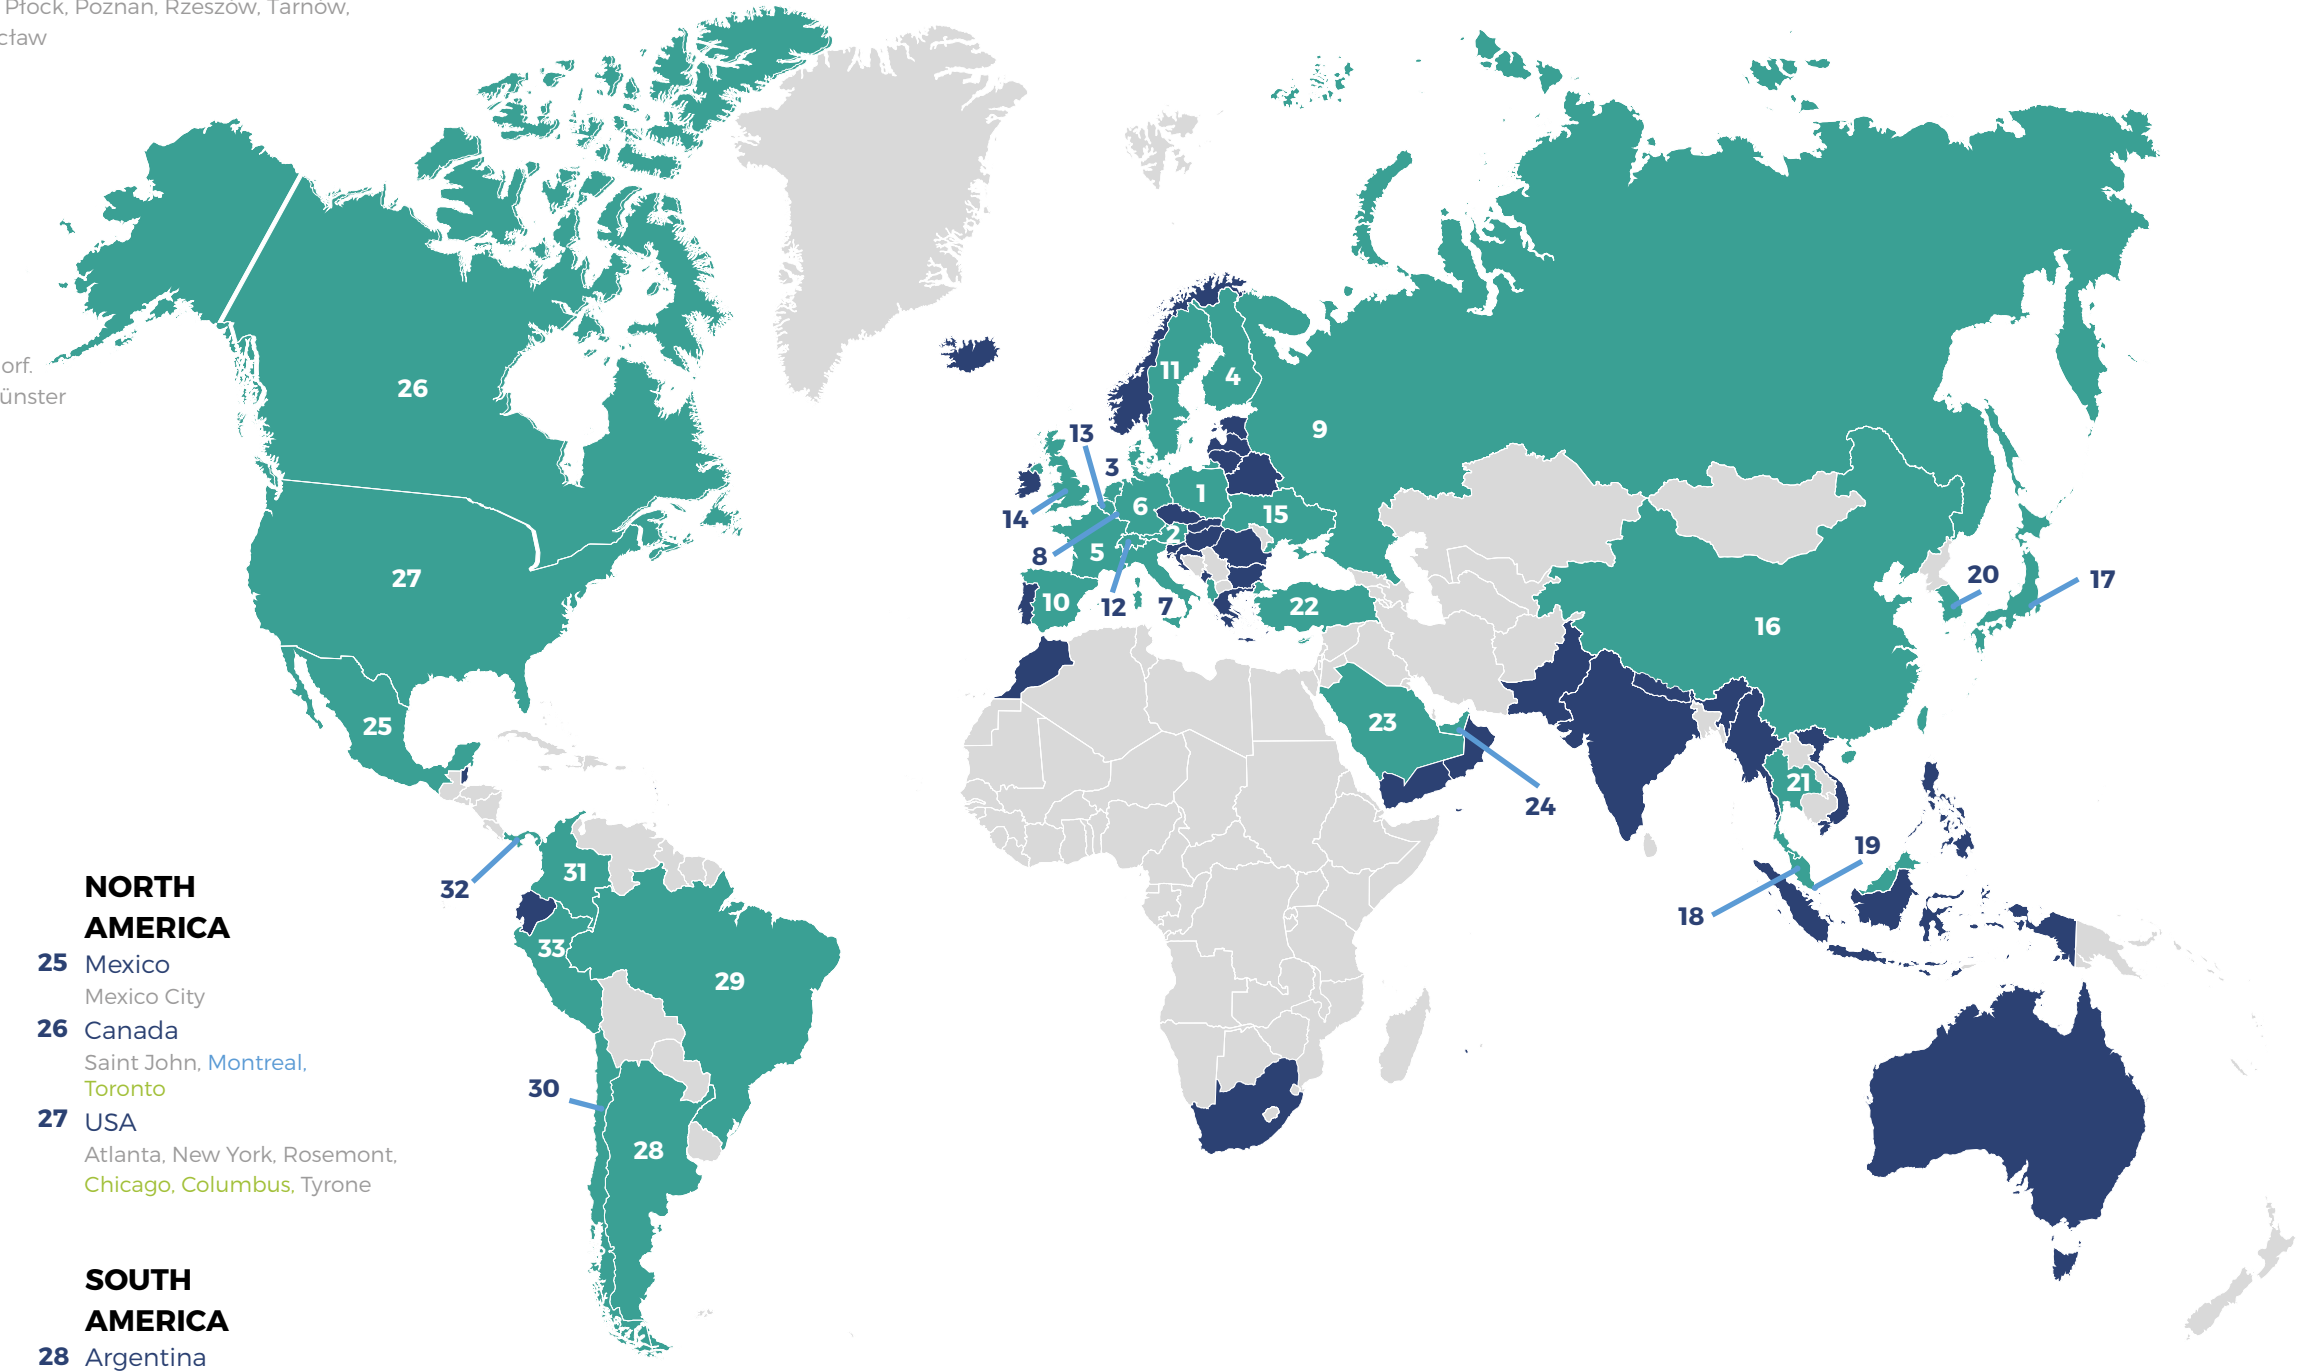 Płock, Poznan, Rzeszów, Tarnów,
cław
orf.
ünster
26
11
4
13
9
3
1
14
6
15
2
8
5
27
20
17
10
12
7
22
16
25
23
21
24
19
31
32
18
33
29
30
28
NORTH
AMERICA
25 Mexico
Mexico City
26 Canada
Saint John, Montreal,
Toronto
27 USA
Atlanta, New York, Rosemont,
Chicago, Columbus, Tyrone
SOUTH
AMERICA
28 Argentina